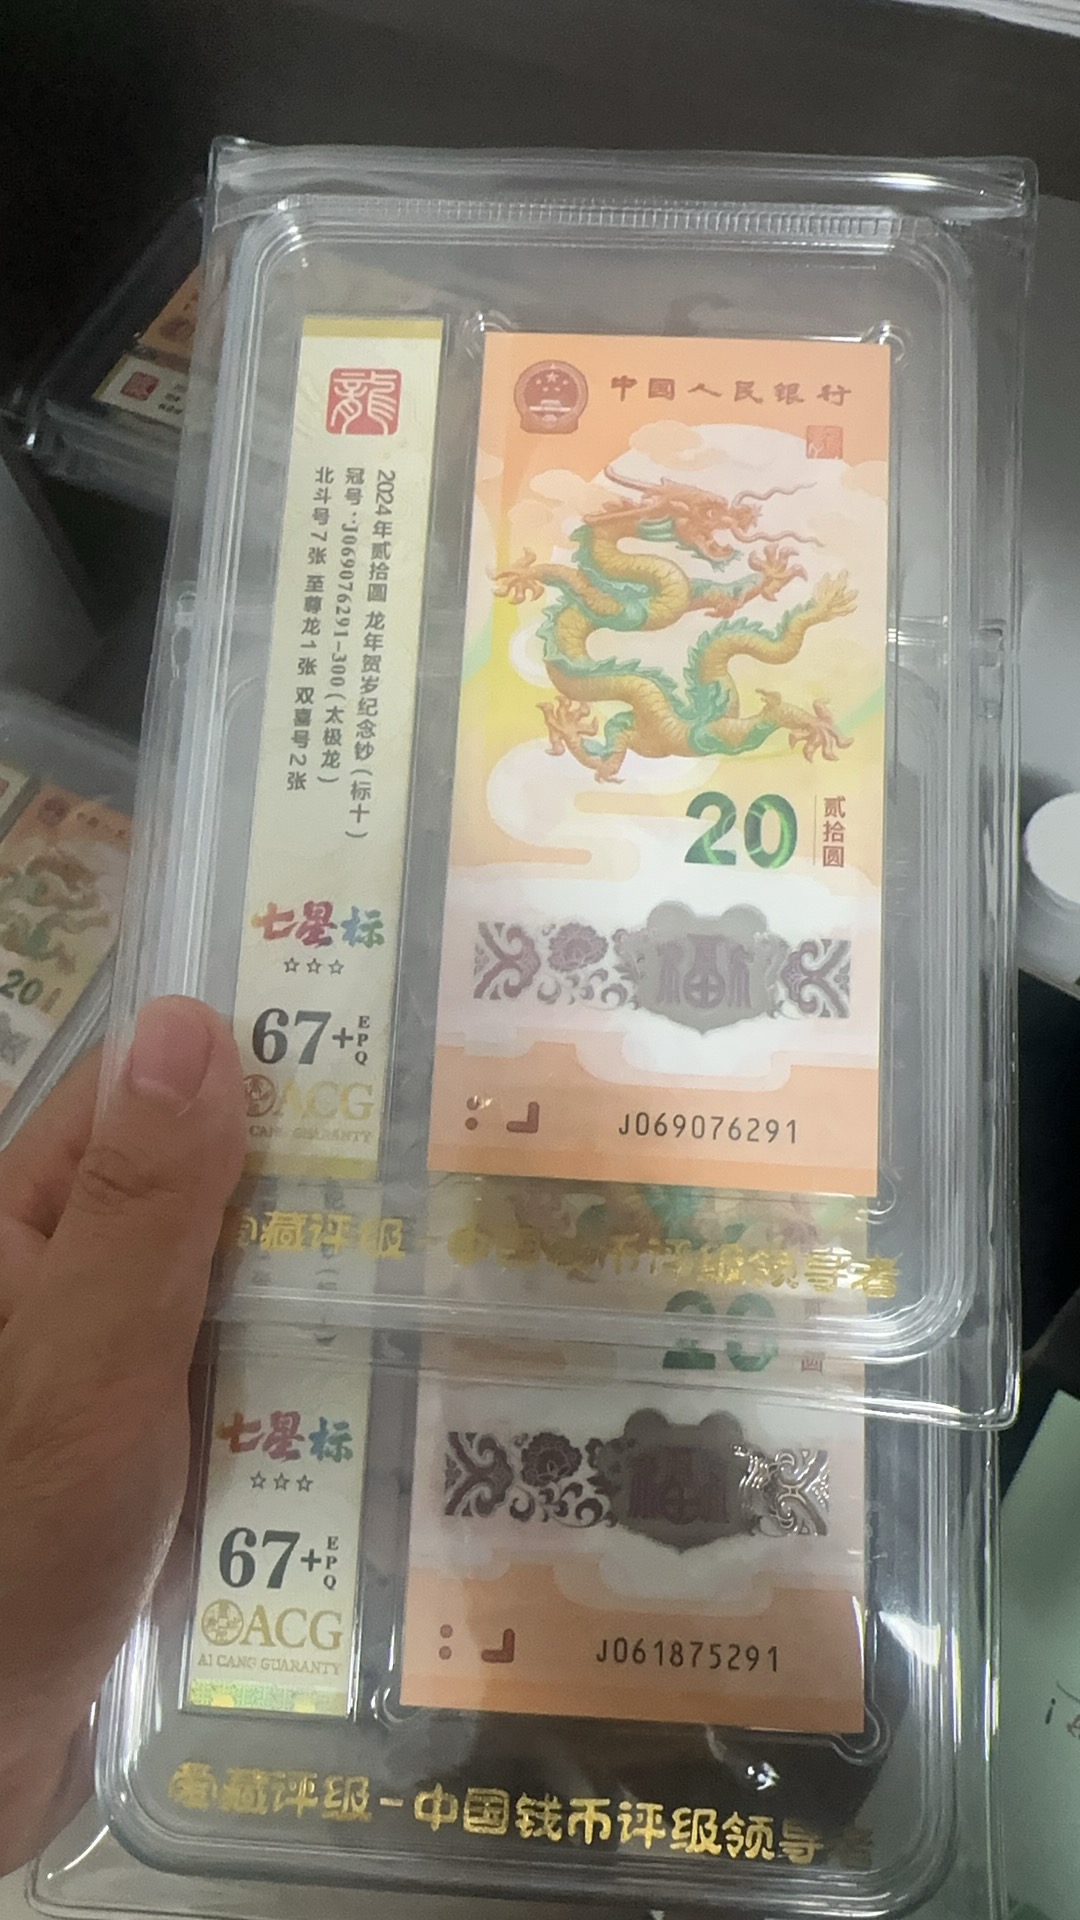 龍
2024年贰拾圆 龙年贺岁纪念钞(标十)
冠号:J069076291-300(太极龙)
北斗号7张 至尊龙1张 双喜号2张
七星标
☆☆☆
67+EPQ
ACG
GUARANTY
中国人民银行
20
贰拾圆
J069076291
藏评级-中国钱币评级领导者
20
七星标
☆☆☆
67+EPQ
ACG
AI CANG GUARANTY
J061875291
爱藏评级-中国钱币评级领导者
20